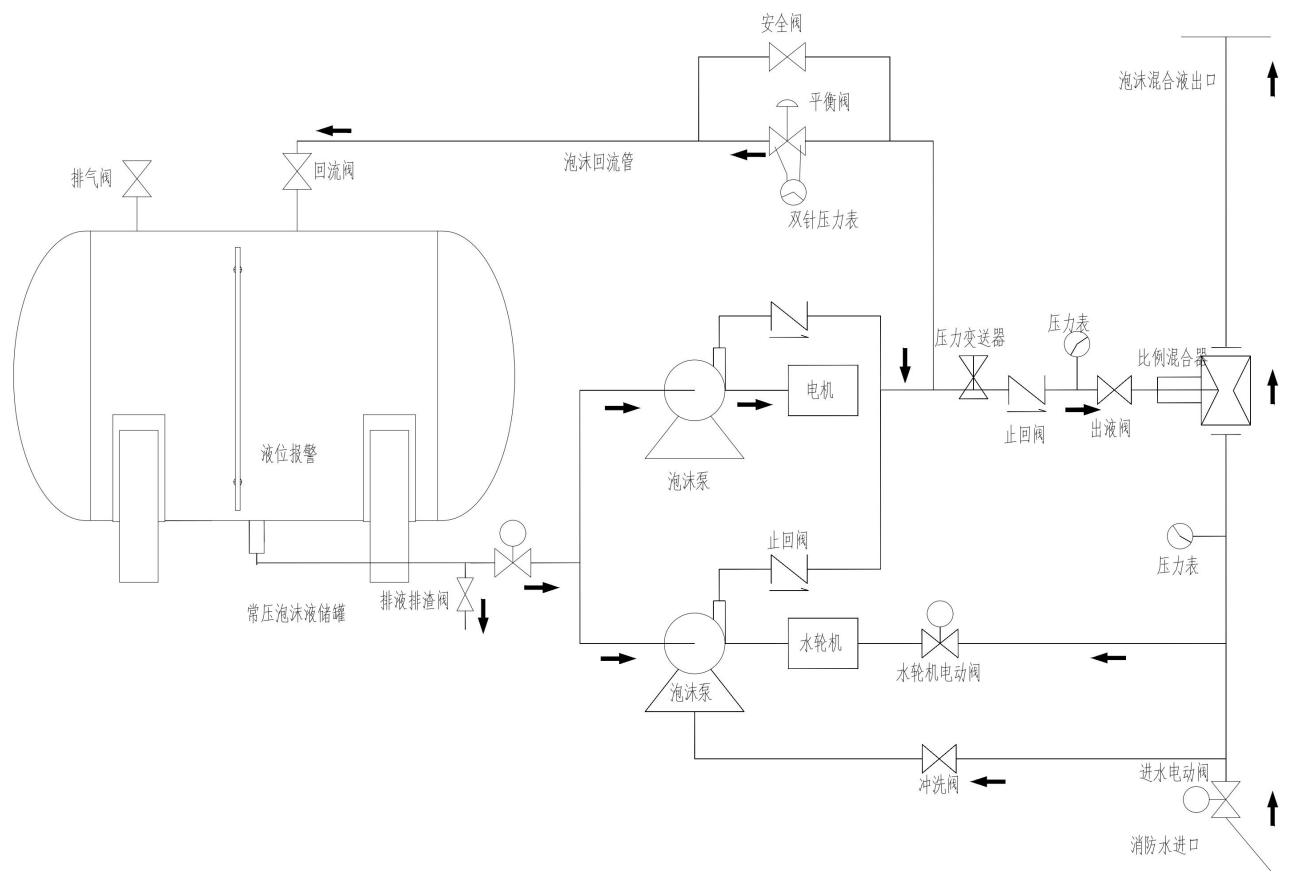 安全阀
泡沫混合液出口
平衡阀
泡沫回流管
回流阀
排气阀
双针压力表
压力表
压力变送器
比例混合器
电机
止回阀
出液阀
液位报警
泡沫泵
止回阀
压力表
排液排渣阀
常压泡沫液储罐
水轮机
水轮机电动阀
泡沫泵
进水电动阀
冲洗阀
消防水进口